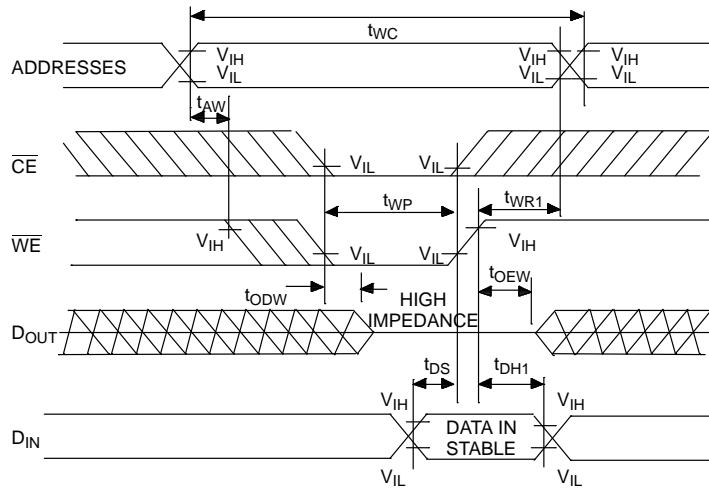 tWC
ADDRESSES
VIH
VIL
VIH
VIL
VIH
VIL
tAW
CE
VIL
VIL
tWP
tWR1
WE
VIH
VIL
VIL
VIH
tODW
HIGH
IMPEDANCE
tOEW
DOUT
tDS
tDH1
VIH
VIH
DIN
DATA IN
STABLE
VIL
VIL